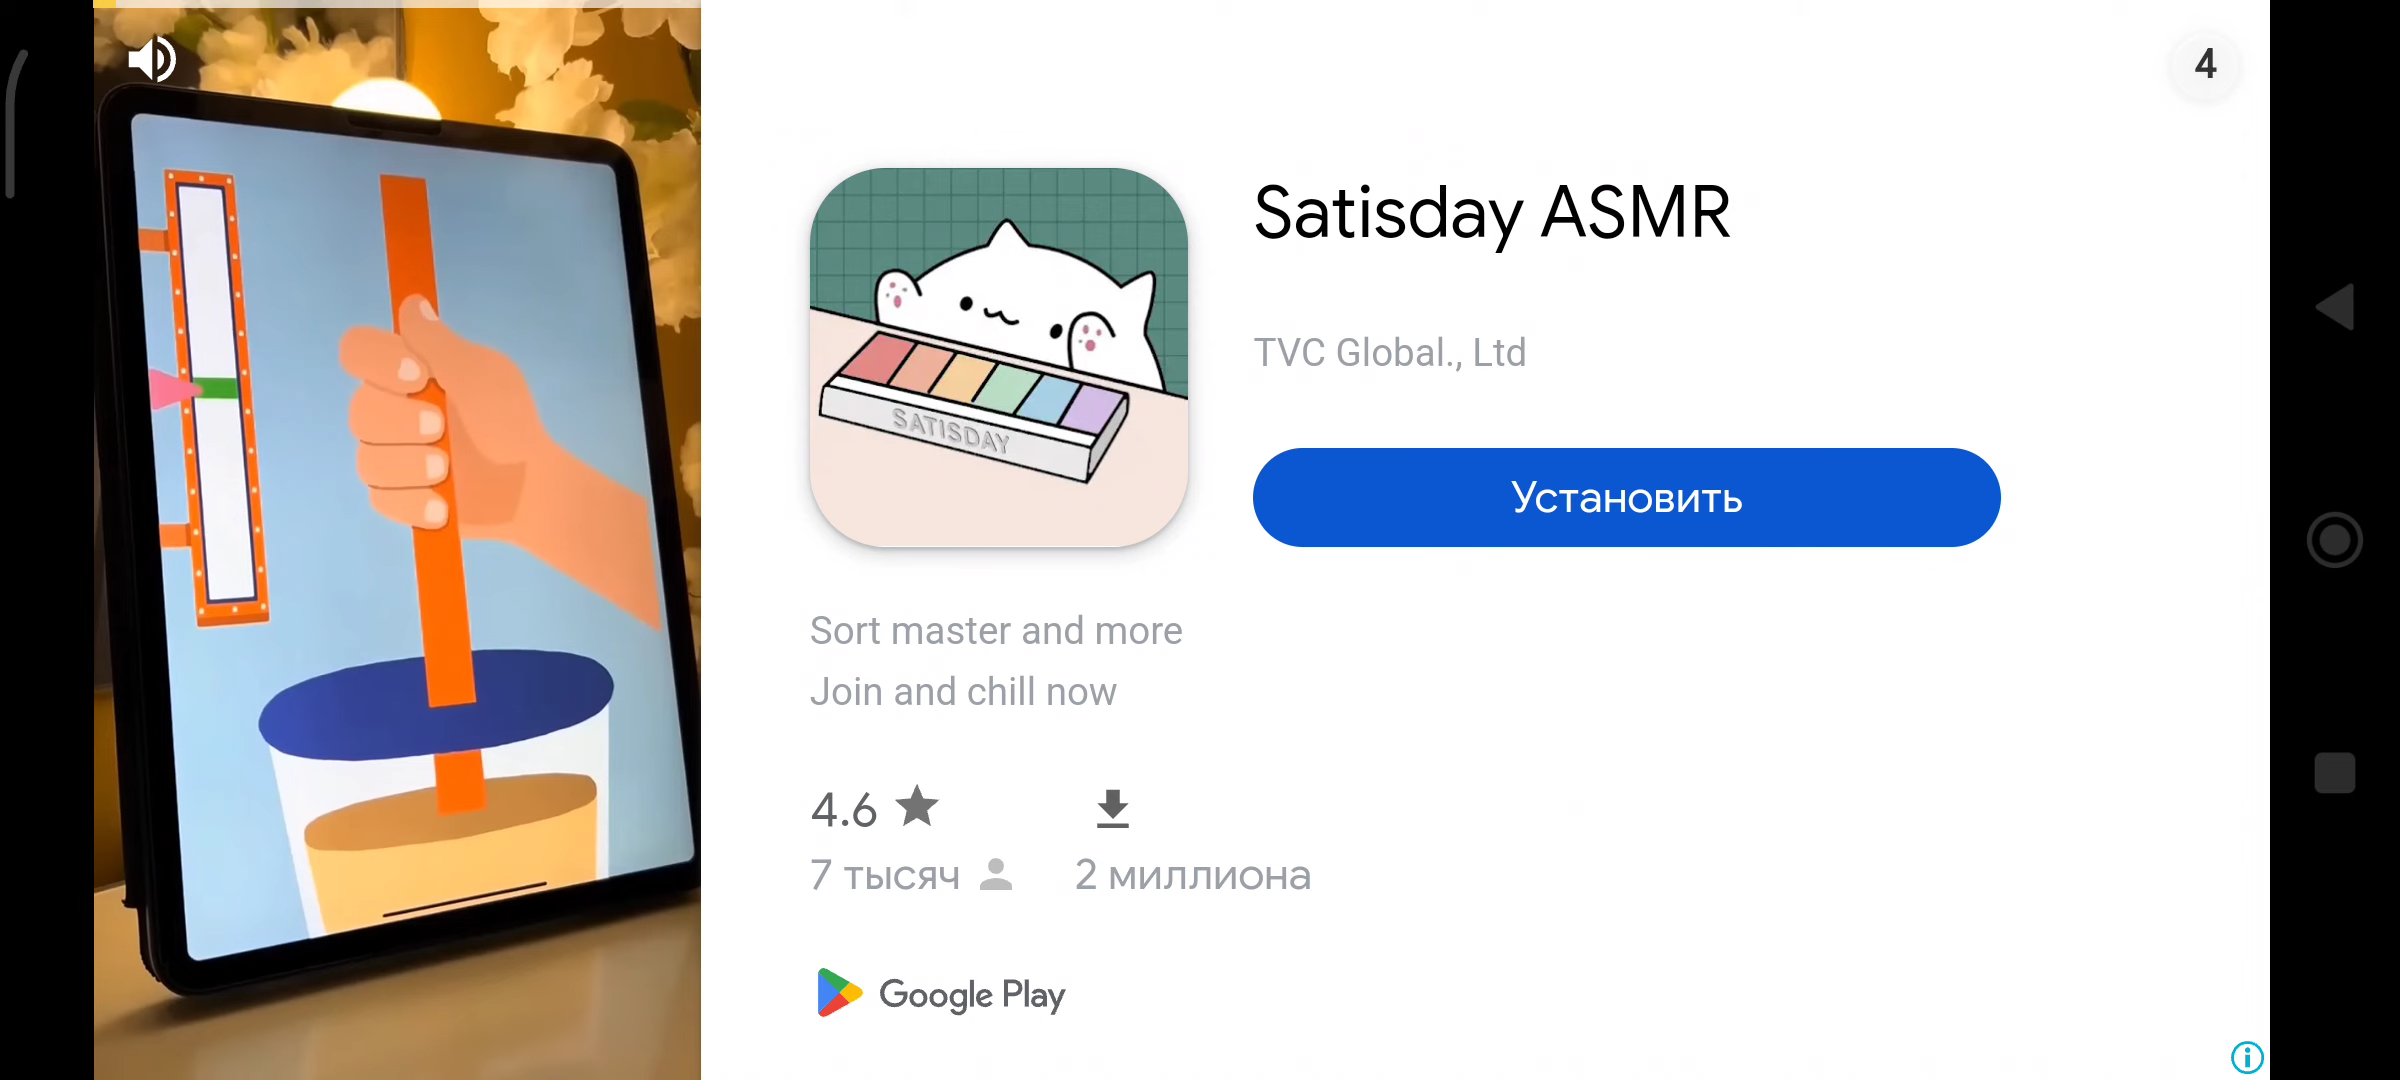 4
Satisday ASMR
TVC Global., Ltd
SATISDAY
Установить
Sort master and more
Join and chill now
4.6
7 тысяч
2 миллиона
Google Play